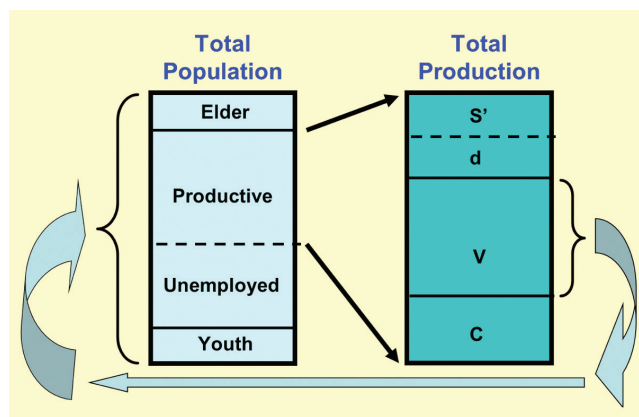 Total
Population
Total
Production
Elder
Productive
Unemployed
Youth
S’
d
V
C